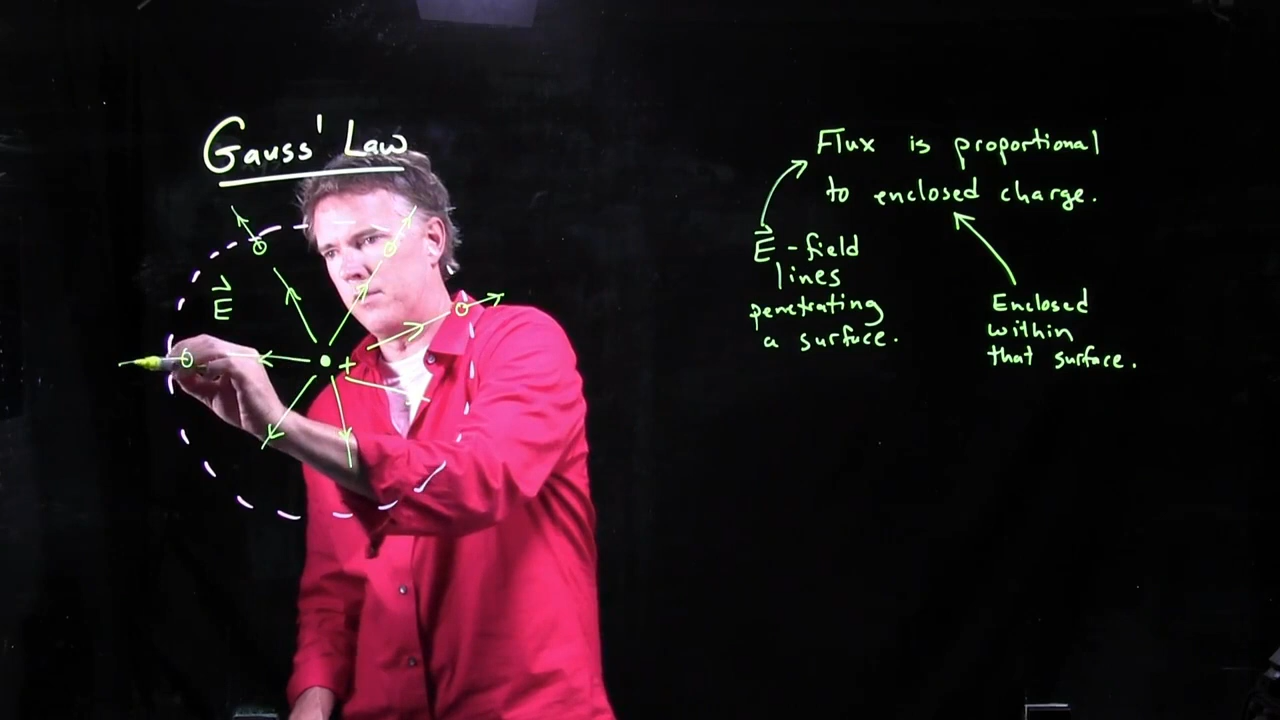 Gauss' Law
E
+
Flux is proportional
to enclosed charge.
E - field
lines
penetrating
a surface.
Enclosed
within
that surface.